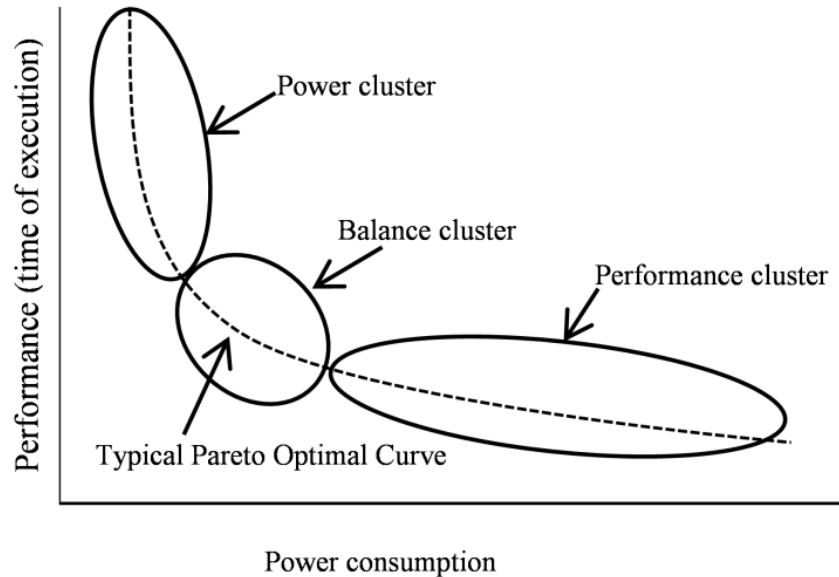 Performance (time of execution)
Power cluster
Balance cluster
Performance cluster
Typical Pareto Optimal Curve
Power consumption